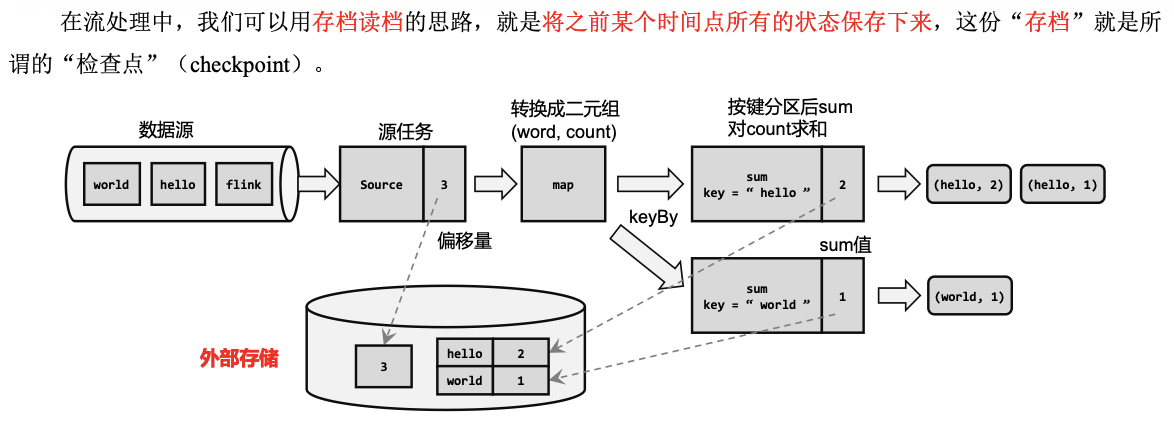 在流处理中，我们可以用存档读档的思路，就是将之前某个时间点所有的状态保存下来，这份“存档”就是所
谓的“检查点”（checkpoint）。
数据源
源任务
转换成二元组
(word, count)
按键分区后sum
对count求和
world
hello
flink
Source
3
map
sum
key = “ hello ”
2
(hello, 2)
(hello, 1)
偏移量
keyBy
sum值
sum
key = “ world ”
1
(world, 1)
外部存储
3
hello
2
world
1